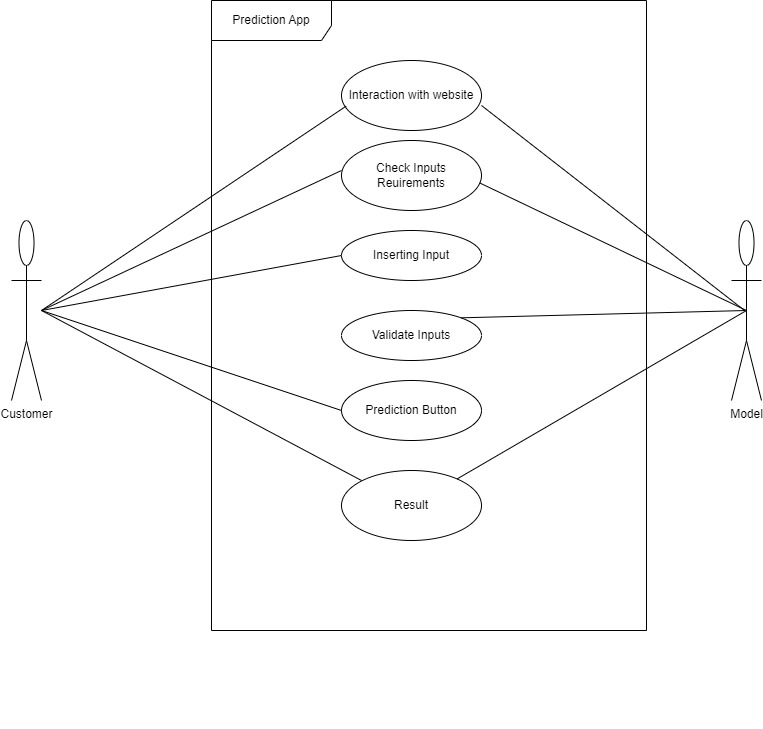 Prediction App
Interaction with website
Check Inputs
Reuirements
Inserting Input
Validate Inputs
Prediction Button
Result
Customer
Model